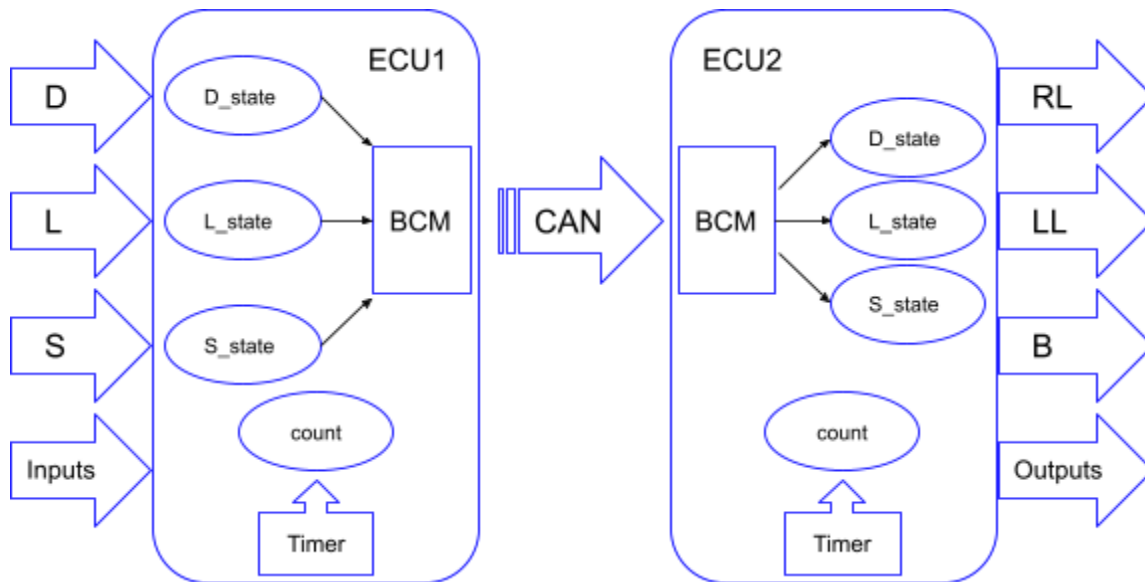 D
L
S
Inputs
ECU1
D_state
L_state
S_state
BCM
count
Timer
CAN
ECU2
BCM
D_state
L_state
S_state
count
Timer
RL
LL
B
Outputs